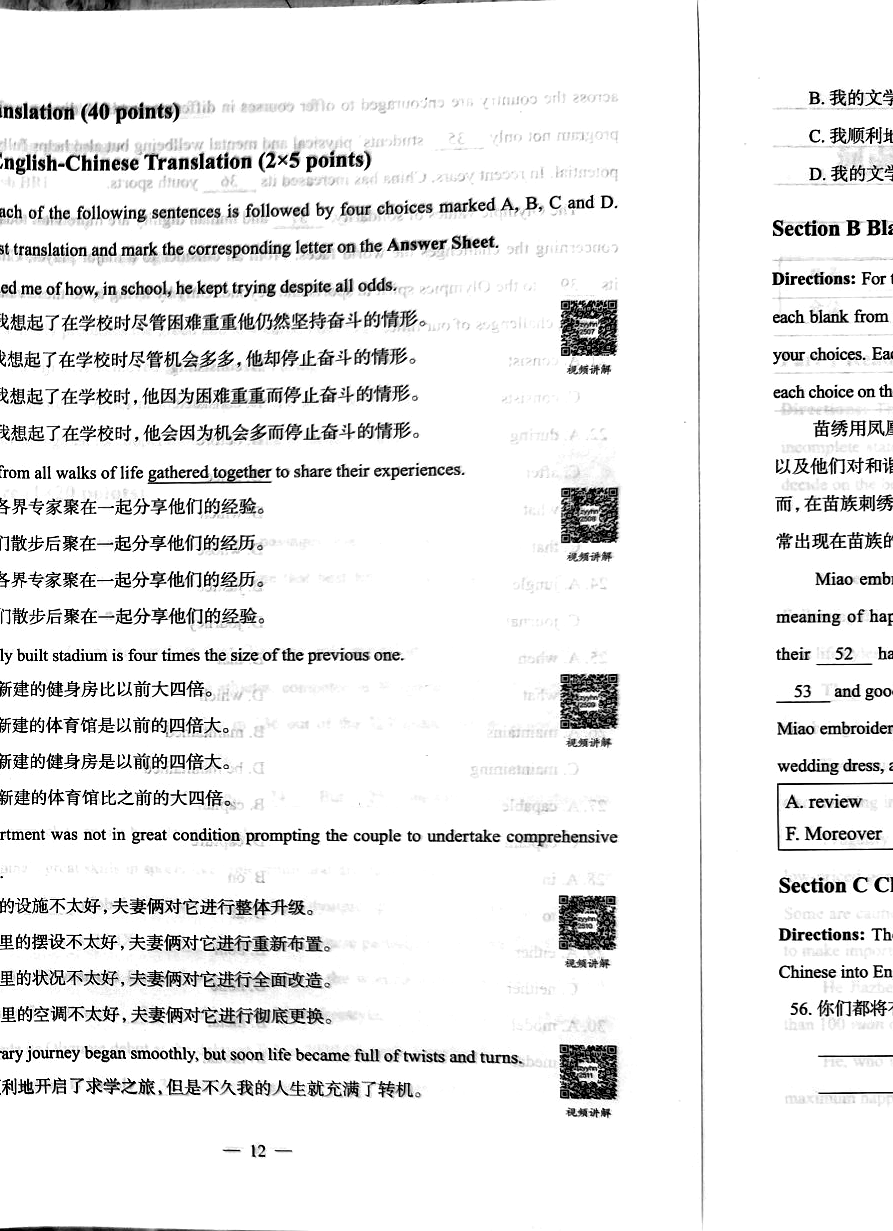 anslation (40 points)
English-Chinese Translation (2×5 points)
ach of the following sentences is followed by four choices marked A, B, C and D.
st translation and mark the corresponding letter on the Answer Sheet.
ed me of how, in school, he kept trying despite all odds.
我想起了在学校时尽管困难重重他仍然坚持奋斗的情形。
我想起了在学校时尽管机会多多，他却停止奋斗的情形。
我想起了在学校时，他因为困难重重而停止奋斗的情形。
我想起了在学校时，他会因为机会多而停止奋斗的情形。
视频讲解
from all walks of life gathered together to share their experiences.
各界专家聚在一起分享他们的经验。
们散步后聚在一起分享他们的经历。
各界专家聚在一起分享他们的经历。
们散步后聚在一起分享他们的经验。
视频讲解
ly built stadium is four times the size of the previous one.
新建的健身房比以前大四倍。
新建的体育馆是以前的四倍大。
新建的健身房是以前的四倍大。
新建的体育馆比之前的大四倍。
视频讲解
rtment was not in great condition prompting the couple to undertake comprehensive
.
的设施不太好，夫妻俩对它进行整体升级。
里的摆设不太好，夫妻俩对它进行重新布置。
里的状况不太好，夫妻俩对它进行全面改造。
里的空调不太好，夫妻俩对它进行彻底更换。
视频讲解
rary journey began smoothly, but soon life became full of twists and turns.
利地开启了求学之旅，但是不久我的人生就充满了转机。
视频讲解
— 12 —
B. 我的文学
C. 我顺利地
D. 我的文学
Section B Bla
Directions: For t
each blank from
your choices. Eac
each choice on th
苗绣用凤凰
以及他们对和谐
而，在苗族刺绣
常出现在苗族的
Miao embr
meaning of hap
their 52 ha
53 and goo
Miao embroider
wedding dress, a
A. review
F. Moreover
Section C Cl
Directions: The
Chinese into En
56. 你们都将有